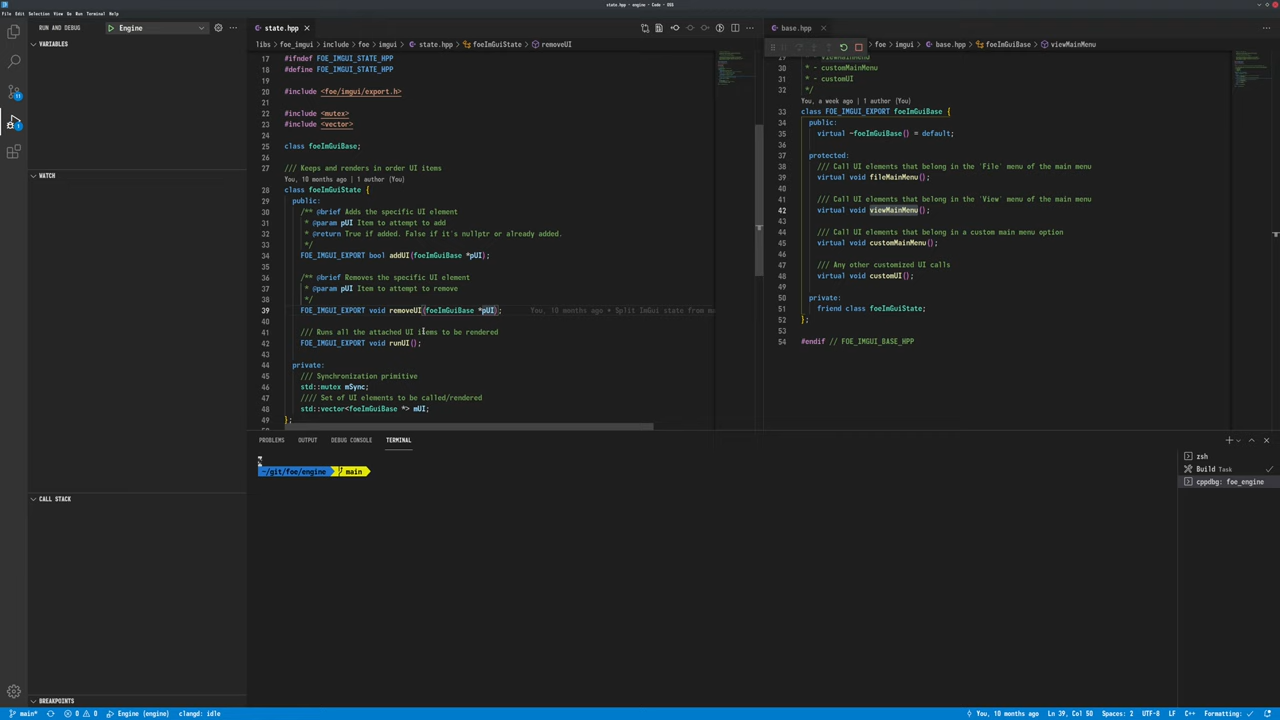 state.hpp - engine - Code - OSS
File Edit Selection View Go Run Terminal Help
RUN AND DEBUG
Engine
VARIABLES
WATCH
CALL STACK
BREAKPOINTS
state.hpp
libs > foe_imgui > include > foe > imgui > state.hpp > foeImGuiState > removeUI
17 #ifndef FOE_IMGUI_STATE_HPP
18 #define FOE_IMGUI_STATE_HPP
19
20 #include <foe/imgui/export.h>
21
22 #include <mutex>
23 #include <vector>
24
25 class foeImGuiBase;
26
27 /// Keeps and renders in order UI items
You, 10 months ago | 1 author (You)
28 class foeImGuiState {
29 public:
30 /** @brief Adds the specific UI element
31 * @param pUI Item to attempt to add
32 * @return True if added. False if it's nullptr or already added.
33 */
34 FOE_IMGUI_EXPORT bool addUI(foeImGuiBase *pUI);
35
36 /** @brief Removes the specific UI element
37 * @param pUI Item to attempt to remove
38 */
39 FOE_IMGUI_EXPORT void removeUI(foeImGuiBase *pUI); You, 10 months ago • Split ImGui state from ma
40
41 /// Runs all the attached UI items to be rendered
42 FOE_IMGUI_EXPORT void runUI();
43
44 private:
45 /// Synchronization primitive
46 std::mutex mSync;
47 //// Set of UI elements to be called/rendered
48 std::vector<foeImGuiBase *> mUI;
49 };
base.hpp
foe > imgui > base.hpp > foeImGuiBase > viewMainMenu
29 * - viewMainMenu
30 * - customMainMenu
31 * - customUI
32 */
You, a week ago | 1 author (You)
33 class FOE_IMGUI_EXPORT foeImGuiBase {
34 public:
35 virtual ~foeImGuiBase() = default;
36
37 protected:
38 /// Call UI elements that belong in the 'File' menu of the main menu
39 virtual void fileMainMenu();
40
41 /// Call UI elements that belong in the 'View' menu of the main menu
42 virtual void viewMainMenu();
43
44 /// Call UI elements that belong in a custom main menu option
45 virtual void customMainMenu();
46
47 /// Any other customized UI calls
48 virtual void customUI();
49
50 private:
51 friend class foeImGuiState;
52 };
53
54 #endif // FOE_IMGUI_BASE_HPP
PROBLEMS OUTPUT DEBUG CONSOLE TERMINAL
~/git/foe/engine main
zsh
Build Task
cppdbg: foe_engine
main* 0 0 Engine (engine) clangd: idle You, 10 months ago Ln 39, Col 50 Spaces: 2 UTF-8 LF C++ Formatting: ✓